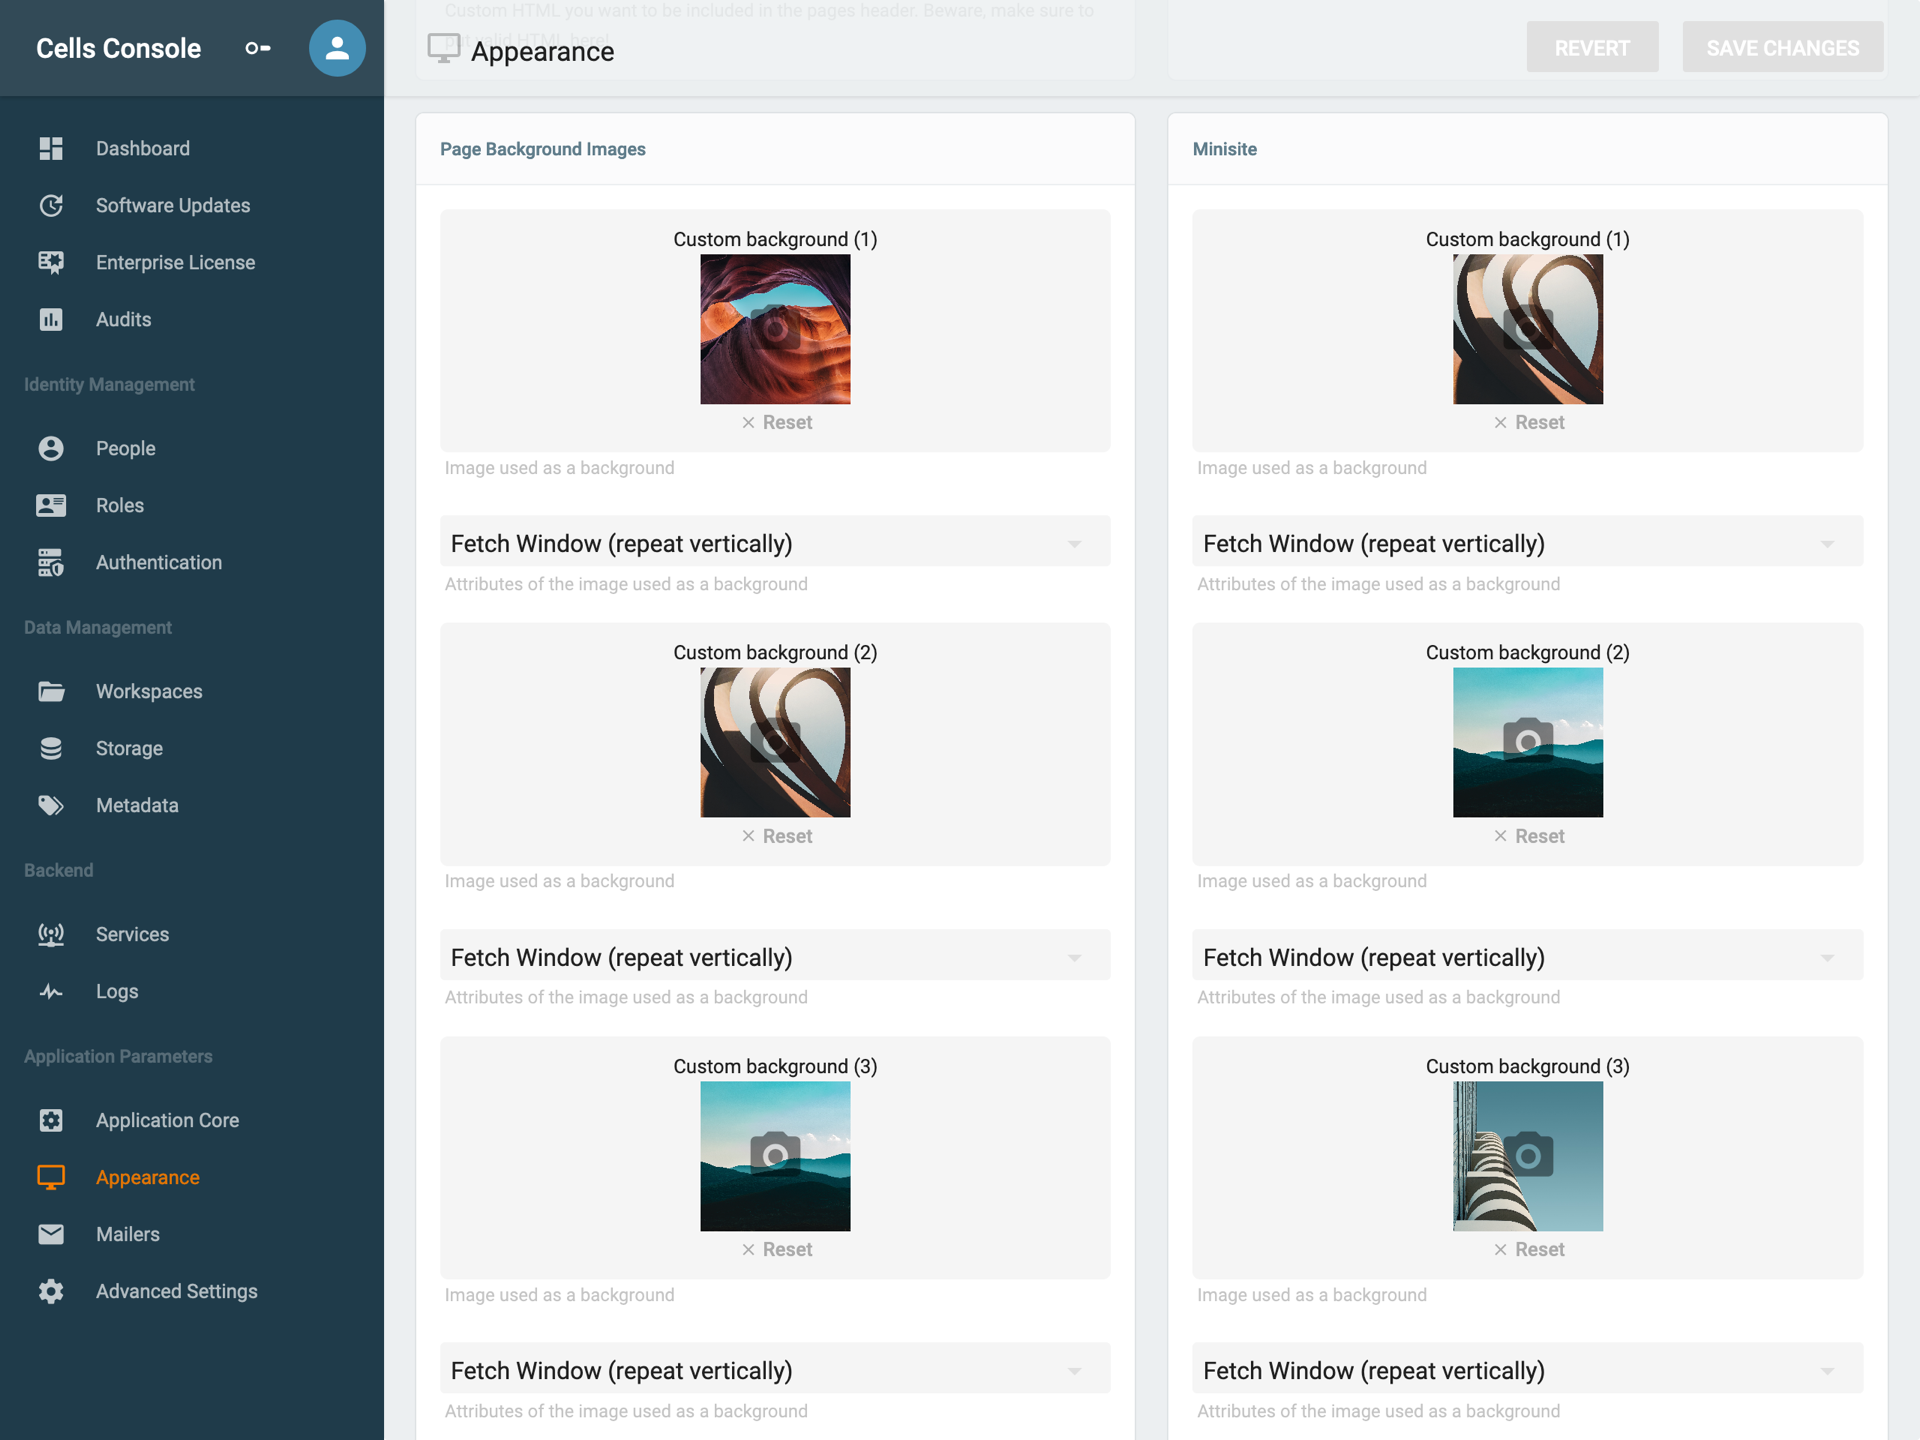 Cells Console
Dashboard
Software Updates
Enterprise License
Audits
Identity Management
People
Roles
Authentication
Data Management
Workspaces
Storage
Metadata
Backend
Services
Logs
Application Parameters
Application Core
Appearance
Mailers
Advanced Settings
Custom HTML you want to be included in the pages header. Beware, make sure to
put valid HTML here!
Appearance
REVERT
SAVE CHANGES
Page Background Images
Custom background (1)
Reset
Image used as a background
Fetch Window (repeat vertically)
Attributes of the image used as a background
Custom background (2)
Reset
Image used as a background
Fetch Window (repeat vertically)
Attributes of the image used as a background
Custom background (3)
Reset
Image used as a background
Fetch Window (repeat vertically)
Attributes of the image used as a background
Minisite
Custom background (1)
Reset
Image used as a background
Fetch Window (repeat vertically)
Attributes of the image used as a background
Custom background (2)
Reset
Image used as a background
Fetch Window (repeat vertically)
Attributes of the image used as a background
Custom background (3)
Reset
Image used as a background
Fetch Window (repeat vertically)
Attributes of the image used as a background